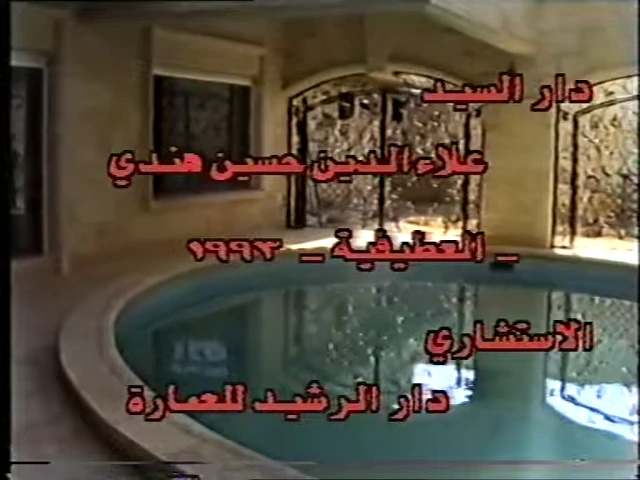 دار السيد
علاء الدين حسين هندي
ـ العطيفية ـ ١٩٩٣
الاستشاري
دار الرشيد للعمارة